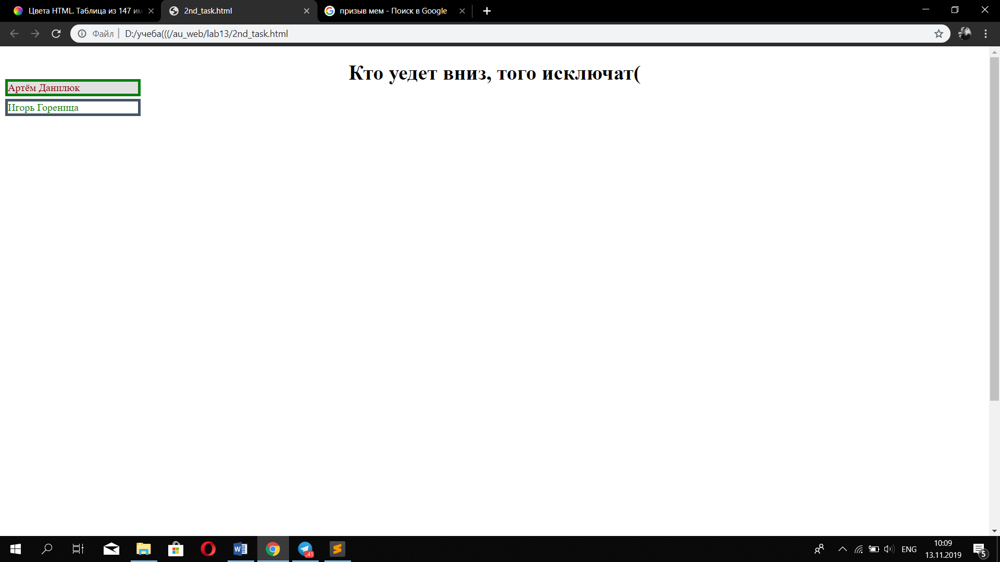 Цвета HTML. Таблица из 147 им
2nd_task.html
призыв мем - Поиск в Google
Файл
D:/учеба(((/au_web/lab13/2nd_task.html
Кто уедет вниз, того исключат(
Артём Данилюк
Игорь Гореница
..41
ENG
10:09
13.11.2019
5